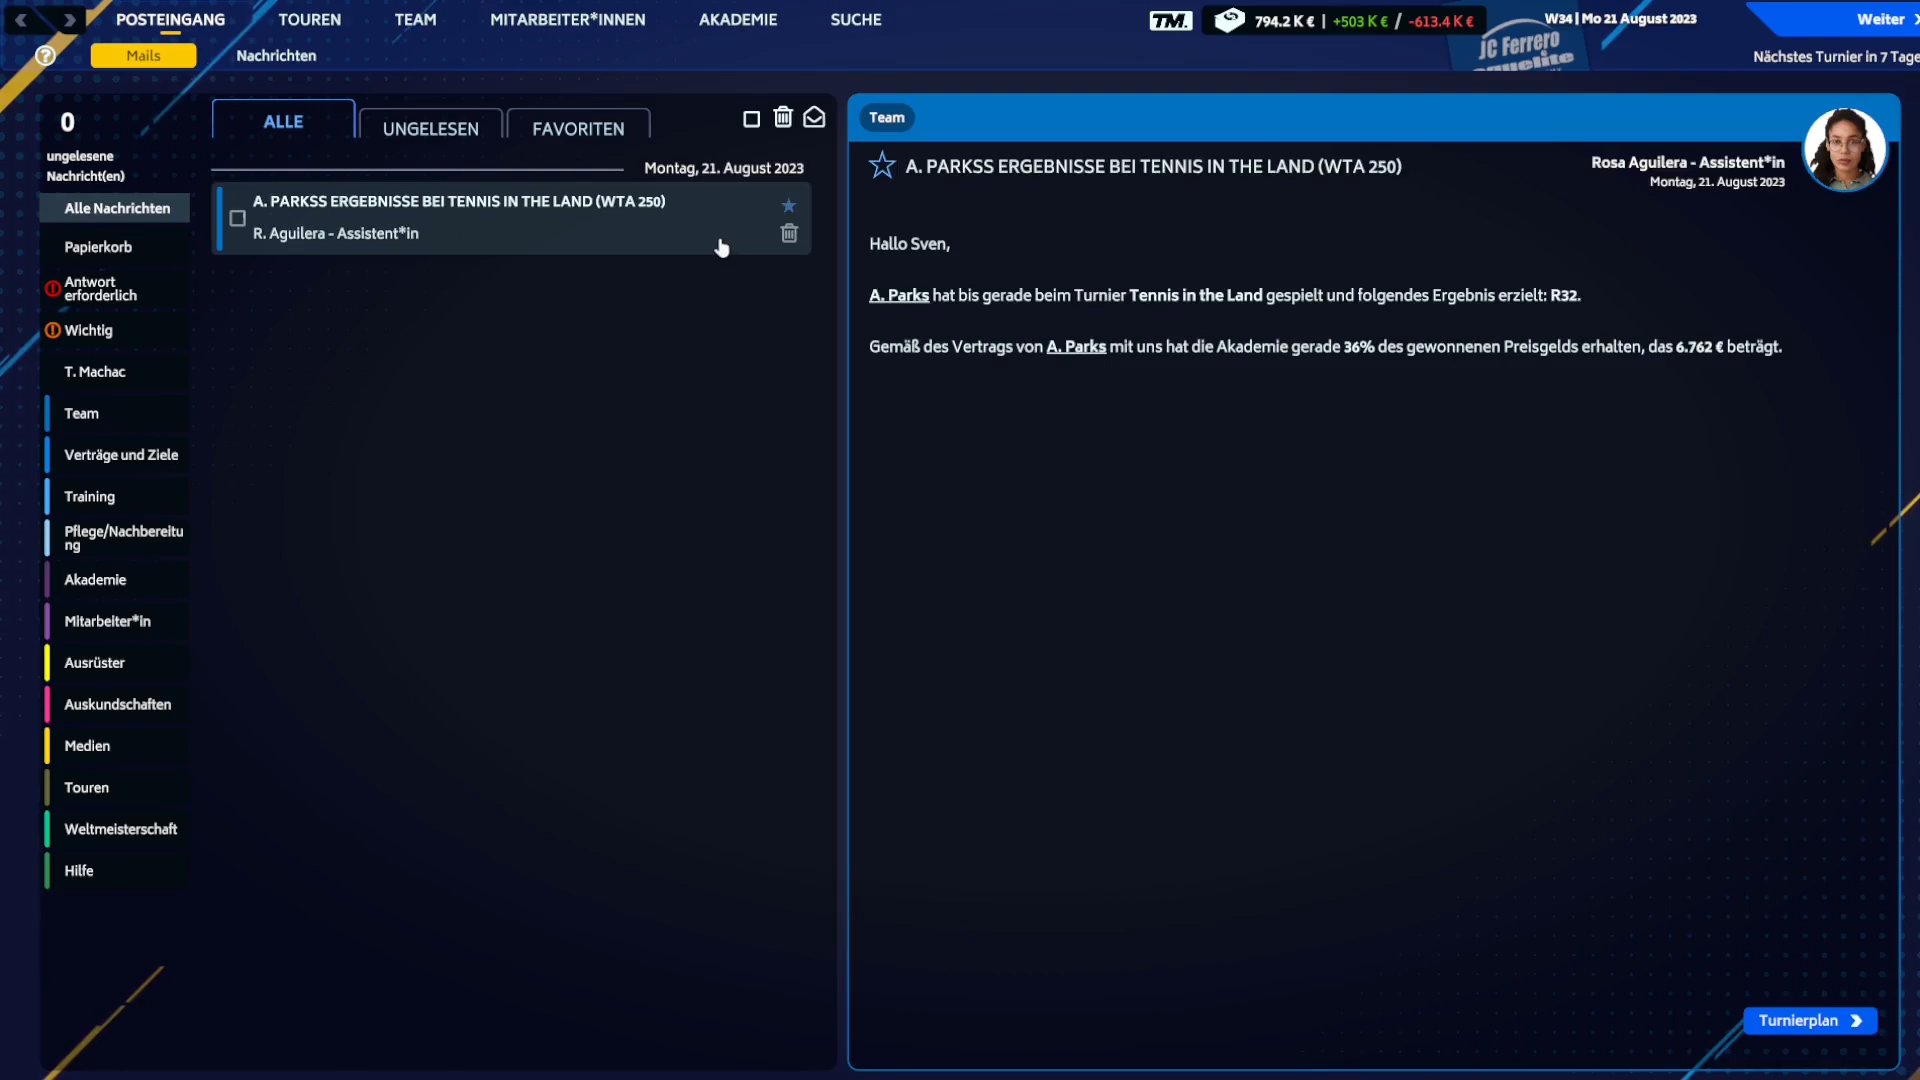 POSTEINGANG
TOUREN
TEAM
MITARBEITER*INNEN
AKADEMIE
SUCHE
TM.
794.2 K € | +503 K € / -613.4 K €
W34 | Mo 21 August 2023
Weiter
Mails
Nachrichten
JC Ferrero
equelite
Nächstes Turnier in 7 Tage
0
ungelesene
Nachricht(en)
Alle Nachrichten
Papierkorb
Antwort
erforderlich
Wichtig
T. Machac
Team
Verträge und Ziele
Training
Pflege/Nachbereitu
ng
Akademie
Mitarbeiter*in
Ausrüster
Auskundschaften
Medien
Touren
Weltmeisterschaft
Hilfe
ALLE
UNGELESEN
FAVORITEN
Montag, 21. August 2023
A. PARKSS ERGEBNISSE BEI TENNIS IN THE LAND (WTA 250)
R. Aguilera - Assistent*in
Team
A. PARKSS ERGEBNISSE BEI TENNIS IN THE LAND (WTA 250)
Rosa Aguilera - Assistent*in
Montag, 21. August 2023
Hallo Sven,
A. Parks hat bis gerade beim Turnier Tennis in the Land gespielt und folgendes Ergebnis erzielt: R32.
Gemäß des Vertrags von A. Parks mit uns hat die Akademie gerade 36% des gewonnenen Preisgelds erhalten, das 6.762 € beträgt.
Turnierplan